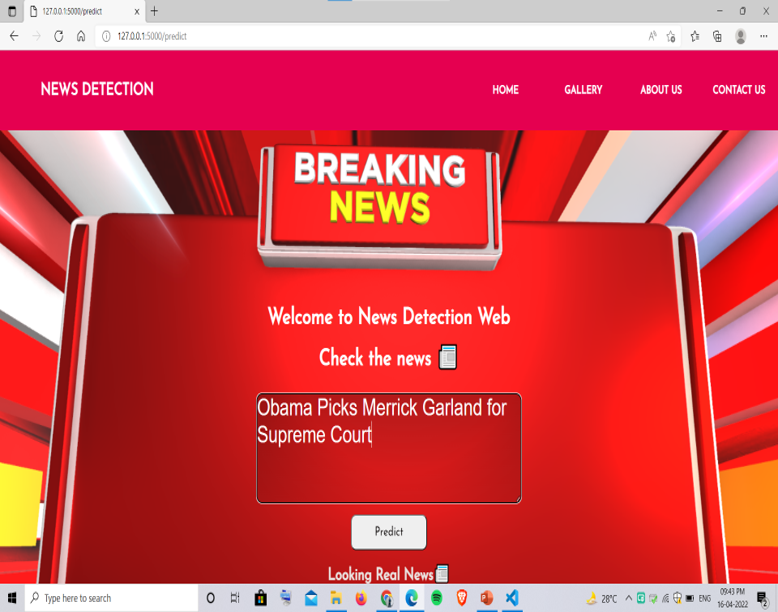 127.0.0.1:5000/predict
127.0.0.1:5000/predict
NEWS DETECTION
HOME
GALLERY
ABOUT US
CONTACT US
BREAKING
NEWS
Welcome to News Detection Web
Check the news
Obama Picks Merrick Garland for
Supreme Court
Predict
Looking Real News
Type here to search
28°C
ENG
09:43 PM
16-04-2022
2